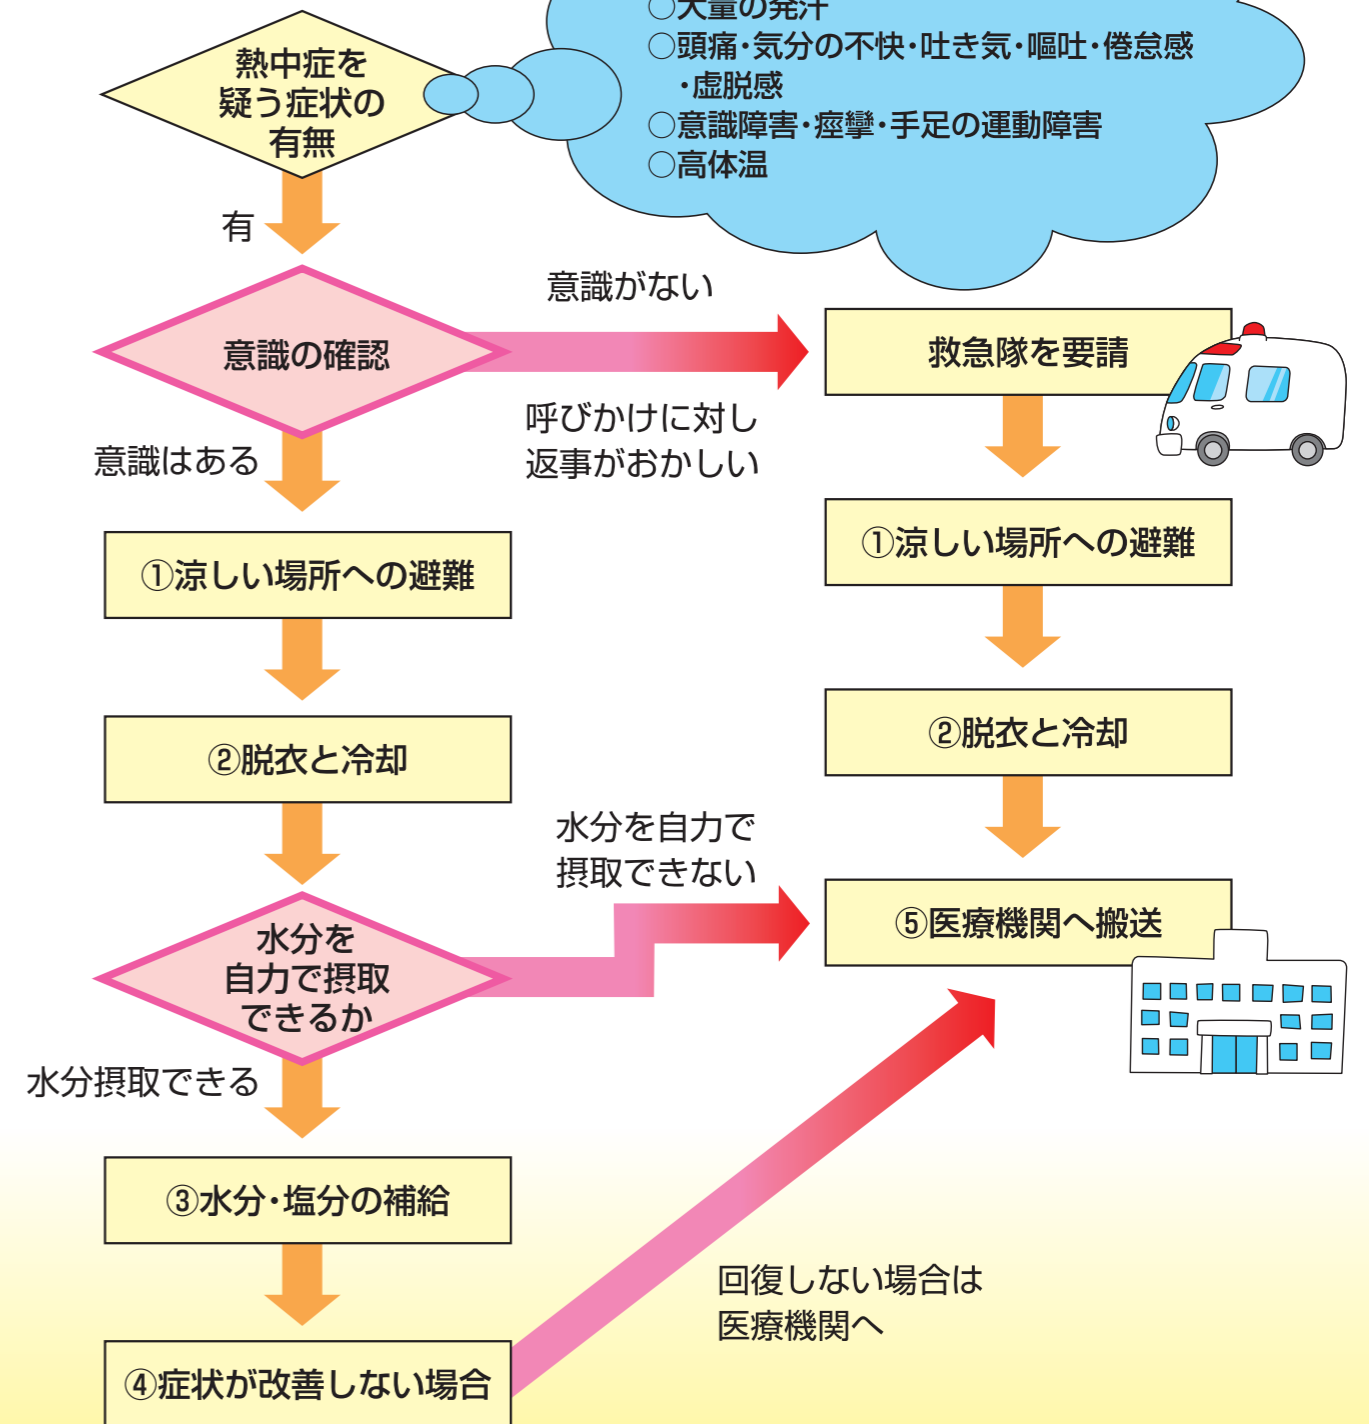 ○大量の発汗
○頭痛・気分の不快・吐き気・嘔吐・倦怠感
・虚脱感
○意識障害・痙攣・手足の運動障害
○高体温
熱中症を
疑う症状の
有無
有
意識の確認
意識がない
呼びかけに対し
返事がおかしい
救急隊を要請
意識はある
①涼しい場所への避難
①涼しい場所への避難
②脱衣と冷却
②脱衣と冷却
水分を自力で
摂取できない
⑤医療機関へ搬送
水分を
自力で摂取
できるか
水分摂取できる
③水分・塩分の補給
回復しない場合は
医療機関へ
④症状が改善しない場合